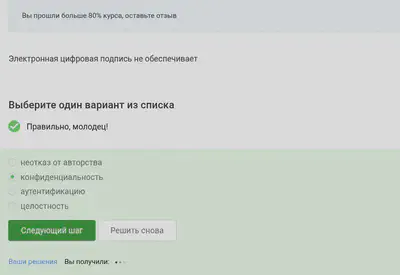 Вы прошли больше 80% курса, оставьте отзыв
Электронная цифровая подпись не обеспечивает
Выберите один вариант из списка
Правильно, молодец!
неотказ от авторства
конфиденциальность
аутентификацию
целостность
Следующий шаг
Решить снова
Ваши решения Вы получили: